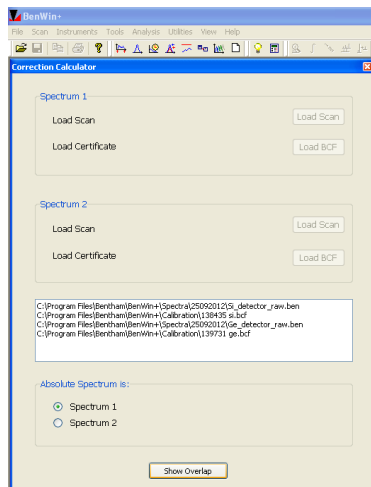 BenWin+
File Scan Instruments Tools Analysis Utilities View Help
Correction Calculator
Spectrum 1
Load Scan Load Scan
Load Certificate Load BCF
Spectrum 2
Load Scan Load Scan
Load Certificate Load BCF
C:\Program Files\Bentham\BenWin+\Spectra\25092012\Si_detector_raw.ben
C:\Program Files\Bentham\BenWin+\Calibration\138435 si.bcf
C:\Program Files\Bentham\BenWin+\Spectra\25092012\Ge_detector_raw.ben
C:\Program Files\Bentham\BenWin+\Calibration\139731 ge.bcf
Absolute Spectrum is:
Spectrum 1
Spectrum 2
Show Overlap